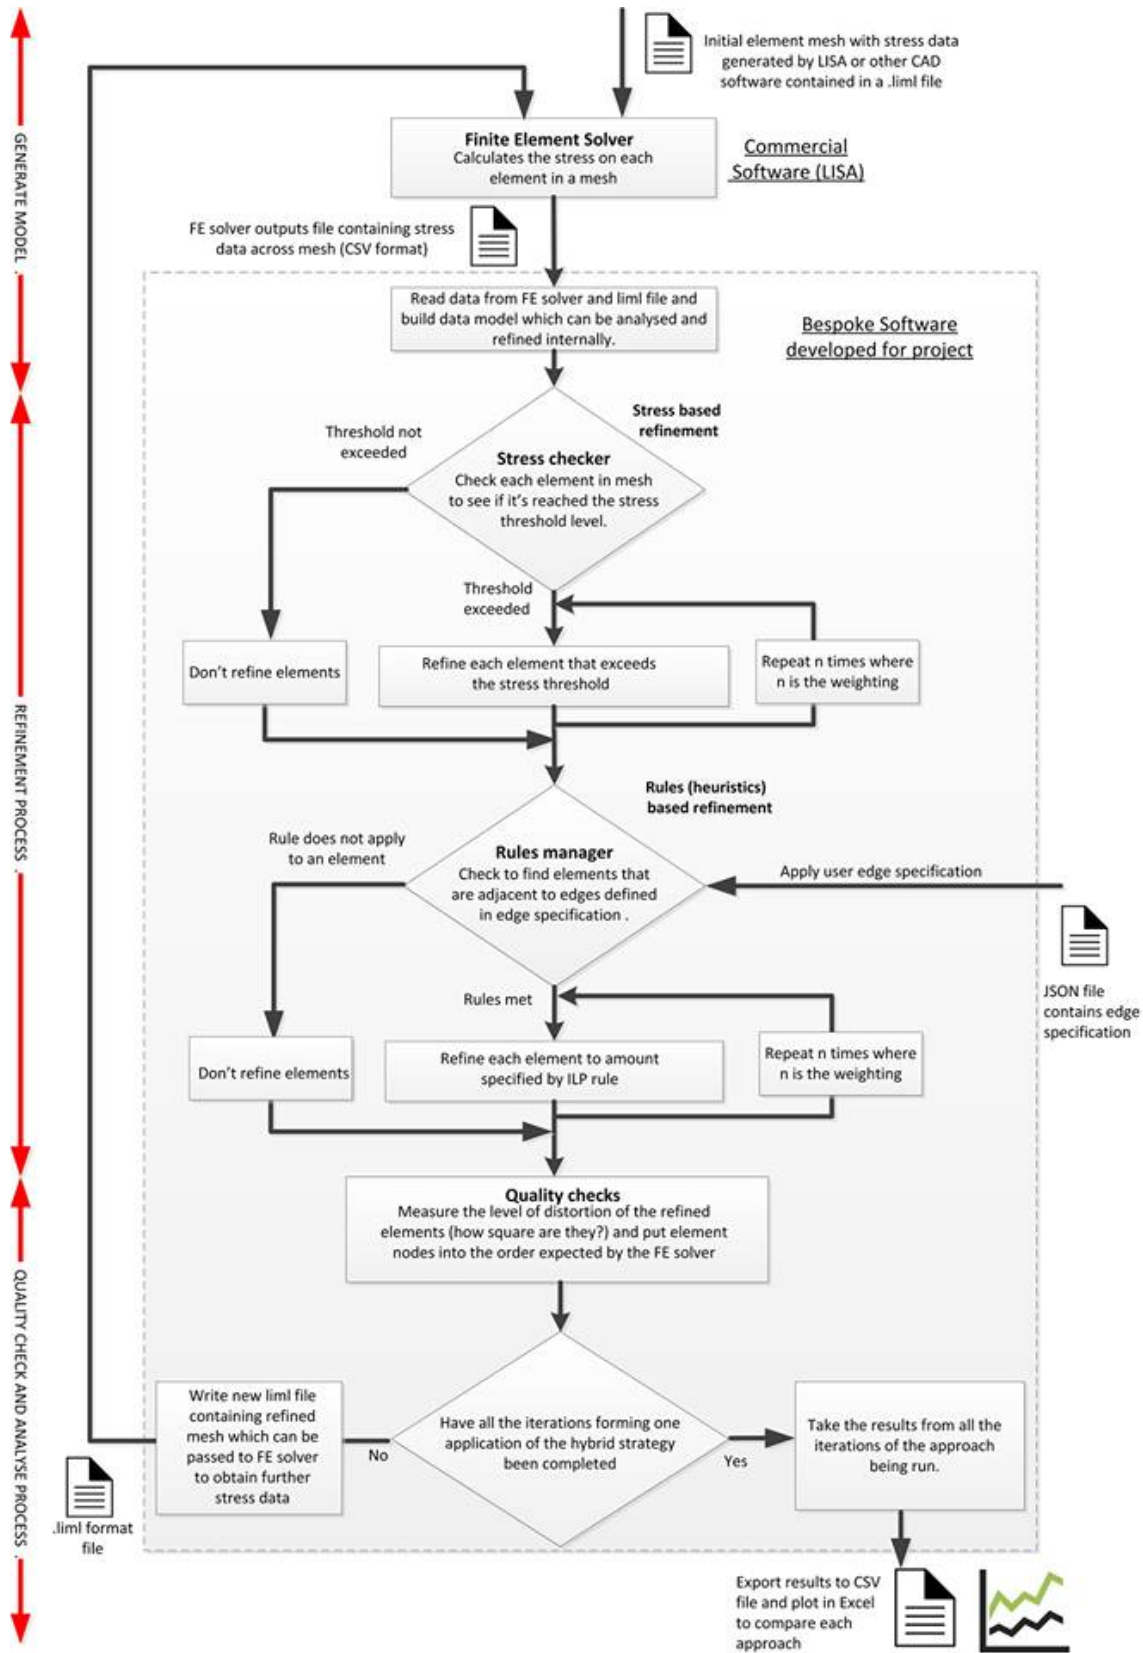 Initial element mesh with stress data
generated by LISA or other CAD
software contained in a .liml file
Finite Element Solver
Calculates the stress on each
element in a mesh
Commercial
Software (LISA)
GENERATE MODEL .
FE solver outputs file containing stress
data across mesh (CSV format)
Read data from FE solver and liml file and
build data model which can be analysed and
refined internally.
Bespoke Software
developed for project
Stress based
refinement
Threshold not
exceeded
Stress checker
Check each element in mesh
to see if it's reached the stress
threshold level.
Threshold
exceeded
Don't refine elements
Refine each element that exceeds
the stress threshold
Repeat n times where
n is the weighting
REFINEMENT PROCESS .
Rules (heuristics)
based refinement
Rule does not apply
to an element
Rules manager
Check to find elements that
are adjacent to edges defined
in edge specification .
Apply user edge specification
JSON file
contains edge
specification
Rules met
Don't refine elements
Refine each element to amount
specified by ILP rule
Repeat n times where
n is the weighting
Quality checks
Measure the level of distortion of the refined
elements (how square are they?) and put element
nodes into the order expected by the FE solver
QUALITY CHECK AND ANALYSE PROCESS .
Write new liml file
containing refined
mesh which can be
passed to FE solver
to obtain further
stress data
No
Have all the iterations forming one
application of the hybrid strategy
been completed
Yes
Take the results from all the
iterations of the approach
being run.
.liml format
file
Export results to CSV
file and plot in Excel
to compare each
approach